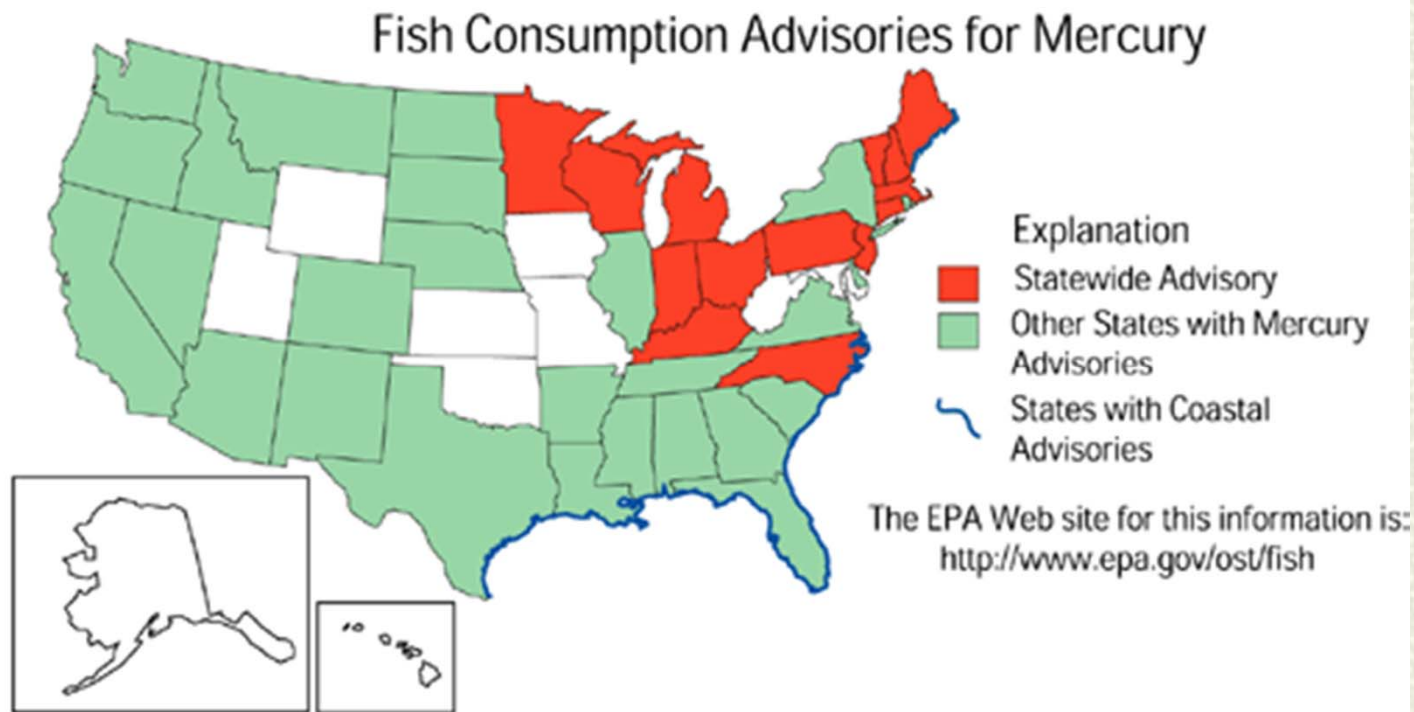 Fish Consumption Advisories for Mercury
Explanation
Statewide Advisory
Other States with Mercury
Advisories
States with Coastal
Advisories
The EPA Web site for this information is:
http://www.epa.gov/ost/fish